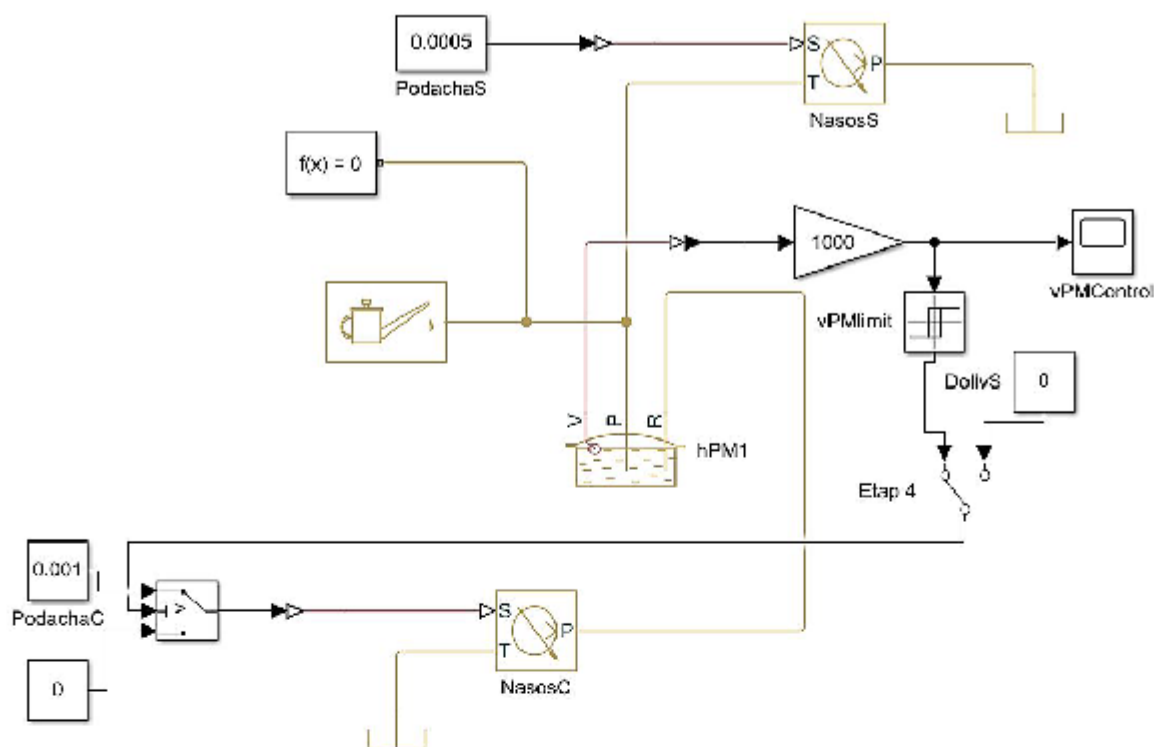 0.0005
S
P
T
PodachaS
NasosS
f(x) = 0
1000
vPMControl
vPMlimit
DolivS
0
V
P
R
hPM1
Etap 4
0.001
>
S
P
T
PodachaC
NasosC
0